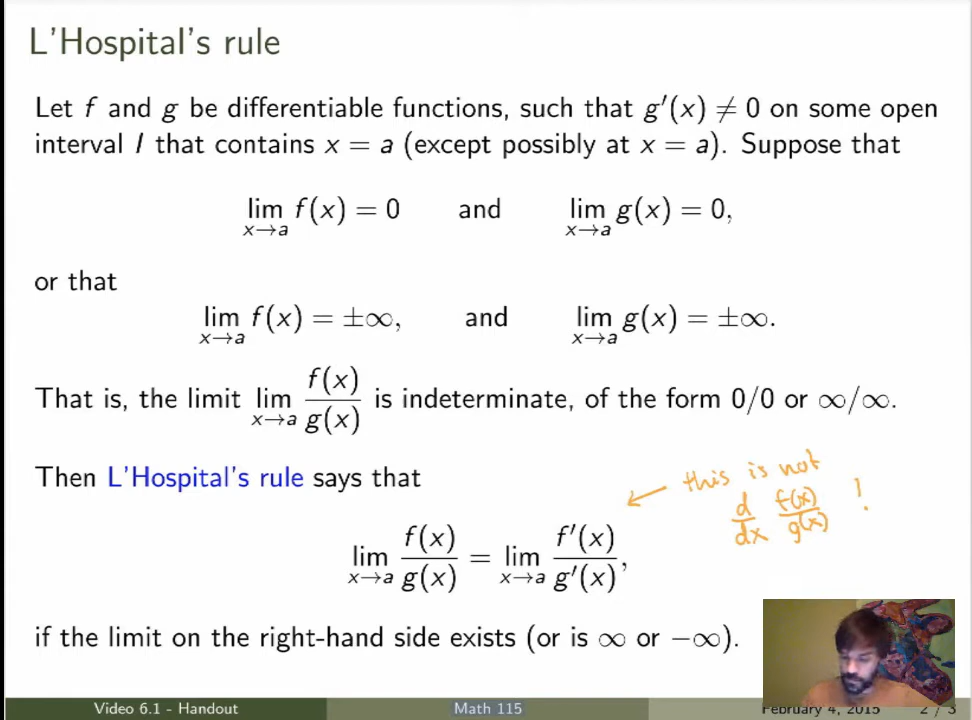 L'Hospital's rule
Let f and g be differentiable functions, such that g′(x) ≠ 0 on some open
interval I that contains x = a (except possibly at x = a). Suppose that
lim x→a f(x) = 0 and lim x→a g(x) = 0,
or that
lim x→a f(x) = ±∞, and lim x→a g(x) = ±∞.
That is, the limit lim x→a f(x)/g(x) is indeterminate, of the form 0/0 or ∞/∞.
Then L'Hospital's rule says that
← this is not
d/dx f(x)/g(x) !
lim x→a f(x)/g(x) = lim x→a f′(x)/g′(x),
if the limit on the right-hand side exists (or is ∞ or −∞).
Video 6.1 - Handout Math 115 February 4, 2015 2 / 3